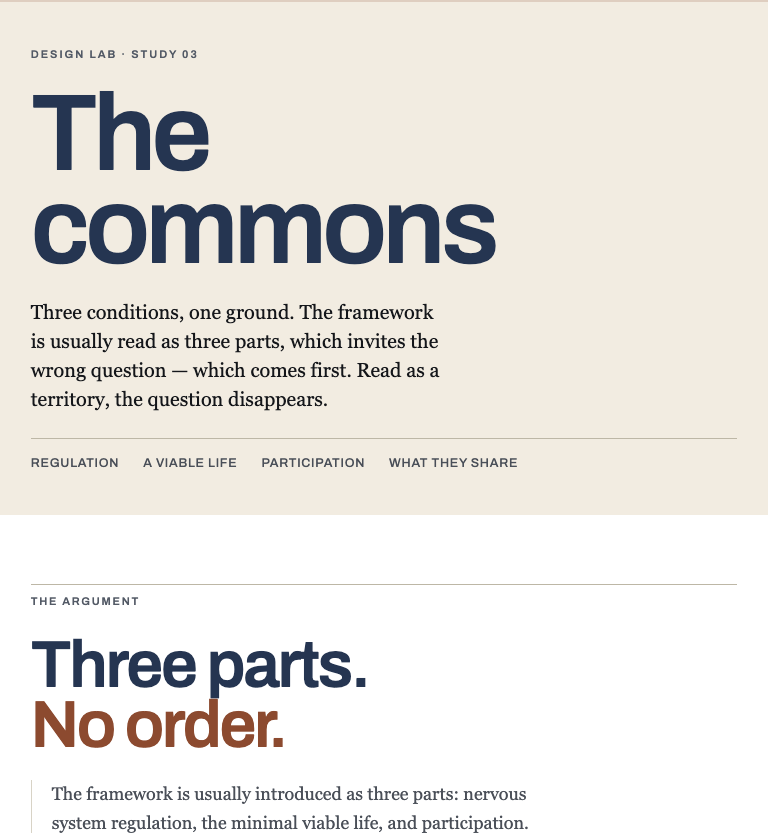 DESIGN LAB · STUDY 03
The
commons
Three conditions, one ground. The framework
is usually read as three parts, which invites the
wrong question — which comes first. Read as a
territory, the question disappears.
REGULATION A VIABLE LIFE PARTICIPATION WHAT THEY SHARE
THE ARGUMENT
Three parts.
No order.
The framework is usually introduced as three parts: nervous
system regulation, the minimal viable life, and participation.